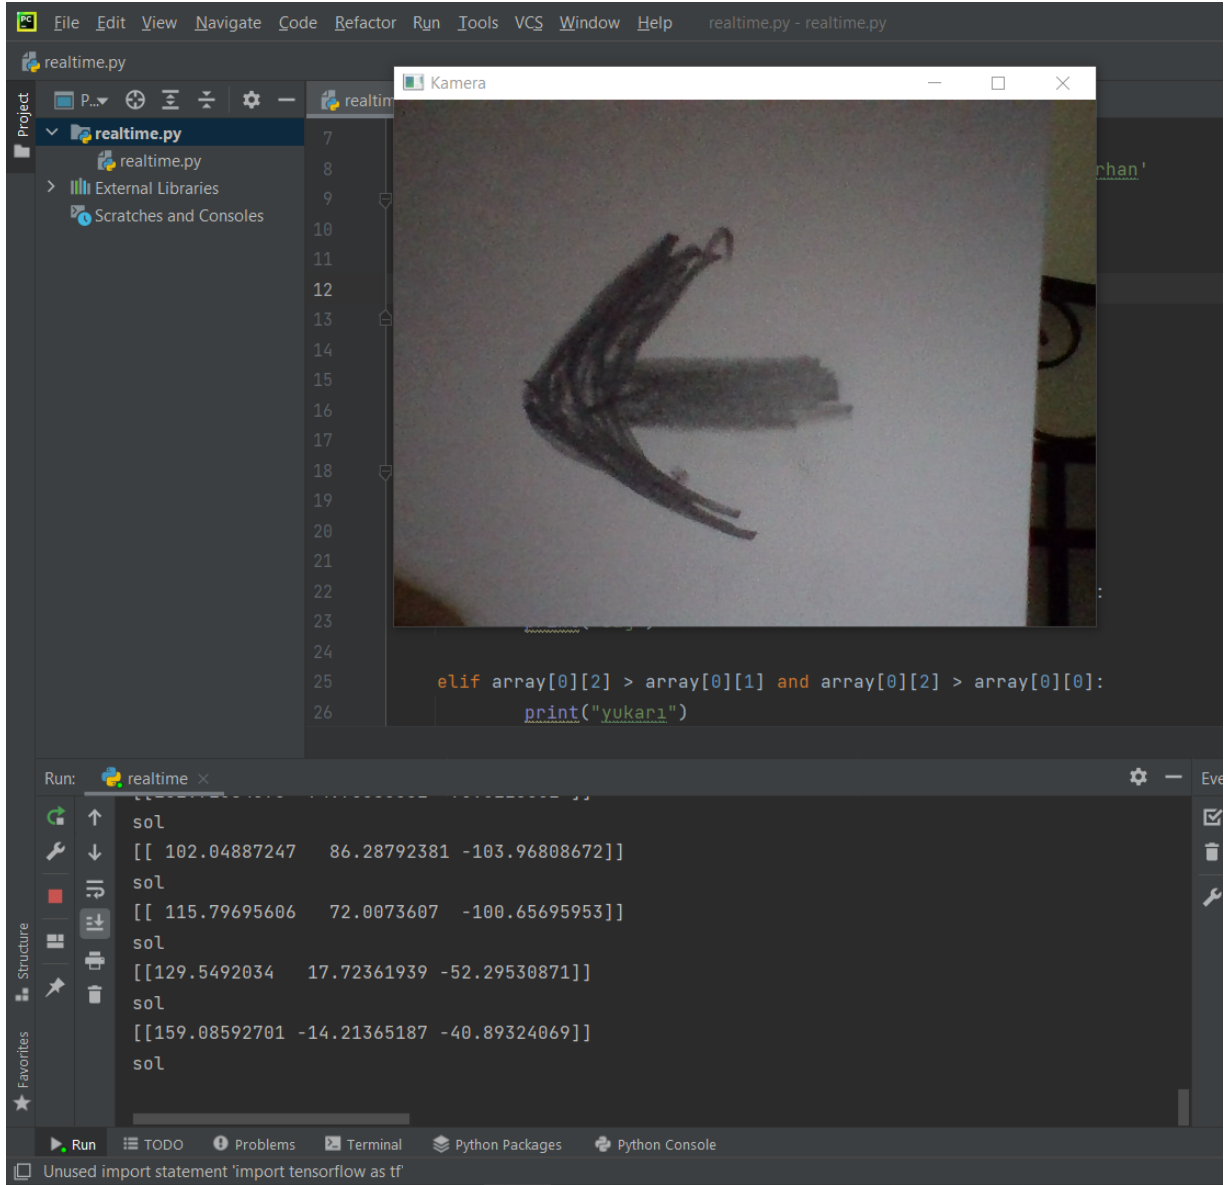 PC File Edit View Navigate Code Refactor Run Tools VCS Window Help realtime.py - realtime.py
realtime.py
Project
P...
realtim
Kamera
realtime.py
realtime.py
External Libraries
Scratches and Consoles
7
8 rhan'
9
10
11
12
13
14
15
16
17
18
19
20
21
22 :
23
24
25 elif array[0][2] > array[0][1] and array[0][2] > array[0][0]:
26 print("yukarı")
Run: realtime
Eve
sol
[[ 102.04887247 86.28792381 -103.96808672]]
sol
[[ 115.79695606 72.0073607 -100.65695953]]
sol
[[129.5492034 17.72361939 -52.29530871]]
sol
[[159.08592701 -14.21365187 -40.89324069]]
sol
Structure
Favorites
Run TODO Problems Terminal Python Packages Python Console
Unused import statement 'import tensorflow as tf'